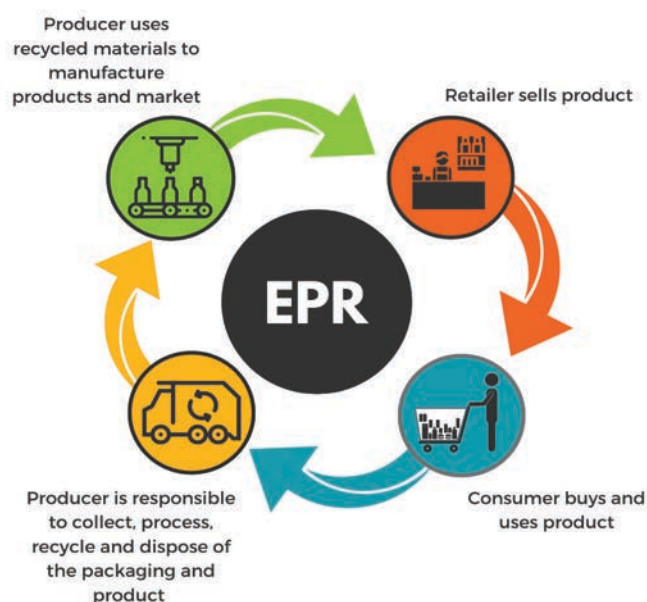 Producer uses
recycled materials to
manufacture
products and market
Retailer sells product
EPR
Consumer buys and
uses product
Producer is responsible
to collect, process,
recycle and dispose of
the packaging and
product